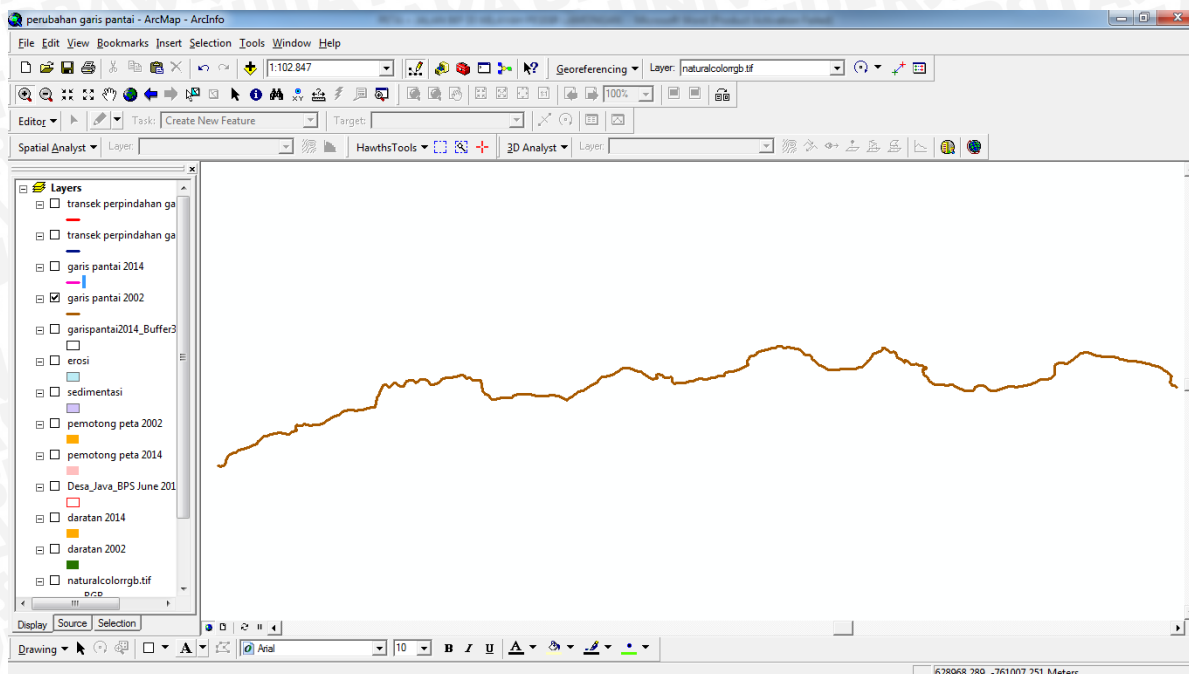 perubahan garis pantai - ArcMap - ArcInfo
File Edit View Bookmarks Insert Selection Tools Window Help
1:102.847 Georeferencing Layer: naturalcolorrgb.tif
100%
Editor Task: Create New Feature Target:
Spatial Analyst Layer: HawthsTools 3D Analyst Layer:
Layers
transek perpindahan ga
transek perpindahan ga
garis pantai 2014
garis pantai 2002
garispantai2014_Buffer3
erosi
sedimentasi
pemotong peta 2002
pemotong peta 2014
Desa_Java_BPS June 201
daratan 2014
daratan 2002
naturalcolorrgb.tif
RGB
Display Source Selection
Drawing A Arial 10 B I U A
628968,289 -761007,251 Meters